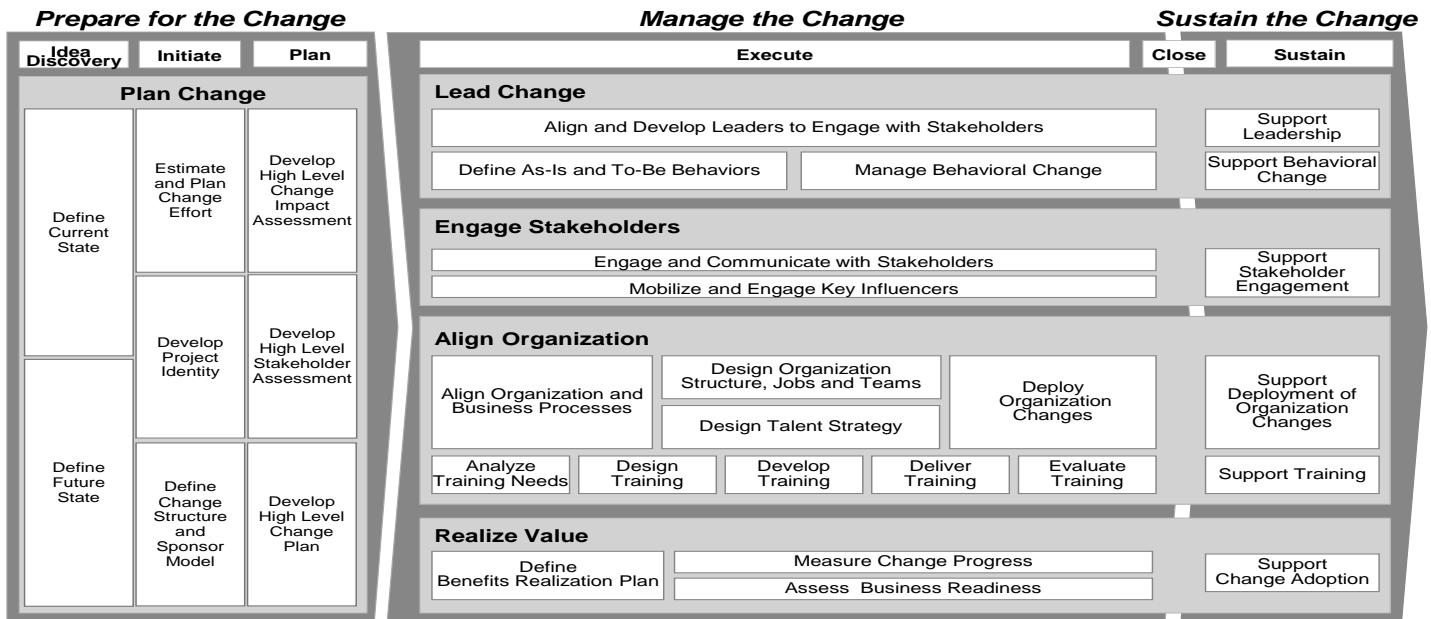 Prepare for the Change
Manage the Change
Sustain the Change
Idea
Discovery
Initiate
Plan
Execute
Close
Sustain
Plan Change
Define
Current
State
Define
Future
State
Estimate
and Plan
Change
Effort
Develop
Project
Identity
Define
Change
Structure
and
Sponsor
Model
Develop
High Level
Change
Impact
Assessment
Develop
High Level
Stakeholder
Assessment
Develop
High Level
Change
Plan
Lead Change
Align and Develop Leaders to Engage with Stakeholders
Define As-Is and To-Be Behaviors
Manage Behavioral Change
Support
Leadership
Support Behavioral
Change
Engage Stakeholders
Engage and Communicate with Stakeholders
Mobilize and Engage Key Influencers
Support
Stakeholder
Engagement
Align Organization
Align Organization and
Business Processes
Design Organization
Structure, Jobs and Teams
Design Talent Strategy
Deploy
Organization
Changes
Support
Deployment of
Organization
Changes
Analyze
Training Needs
Design
Training
Develop
Training
Deliver
Training
Evaluate
Training
Support Training
Realize Value
Define
Benefits Realization Plan
Measure Change Progress
Assess Business Readiness
Support
Change Adoption